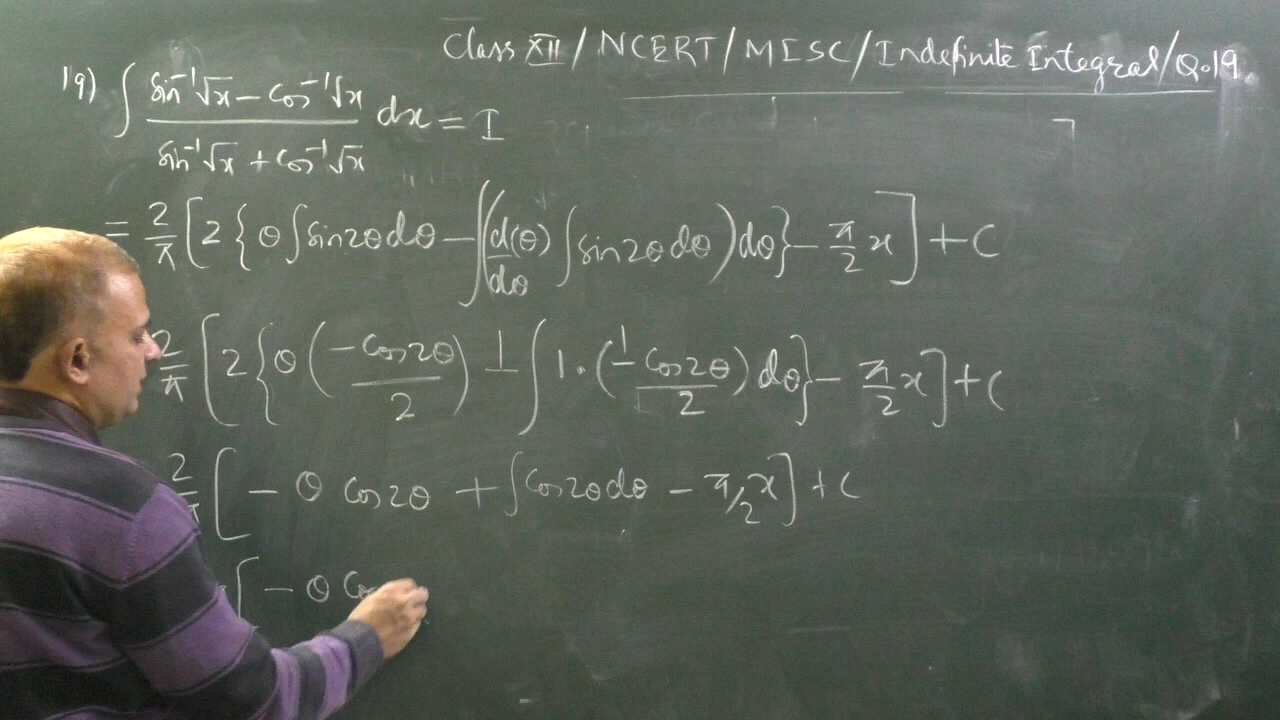 Class XII / NCERT / MISC / Indefinite Integral / Q.19.
19) ∫ (sin⁻¹√x − cos⁻¹√x)/(sin⁻¹√x + cos⁻¹√x) dx = I
= 2/π [2 { θ ∫ sin2θ dθ − ∫ (d(θ)/dθ ∫ sin2θ dθ) dθ} − π/2 x] + C
2/π [2 { θ (−cos2θ/2) − ∫ 1. (−cos2θ/2) dθ} − π/2 x] + C
2/π [ − θ cos2θ + ∫ cos2θ dθ − π/2 x] + C
[ − θ Co